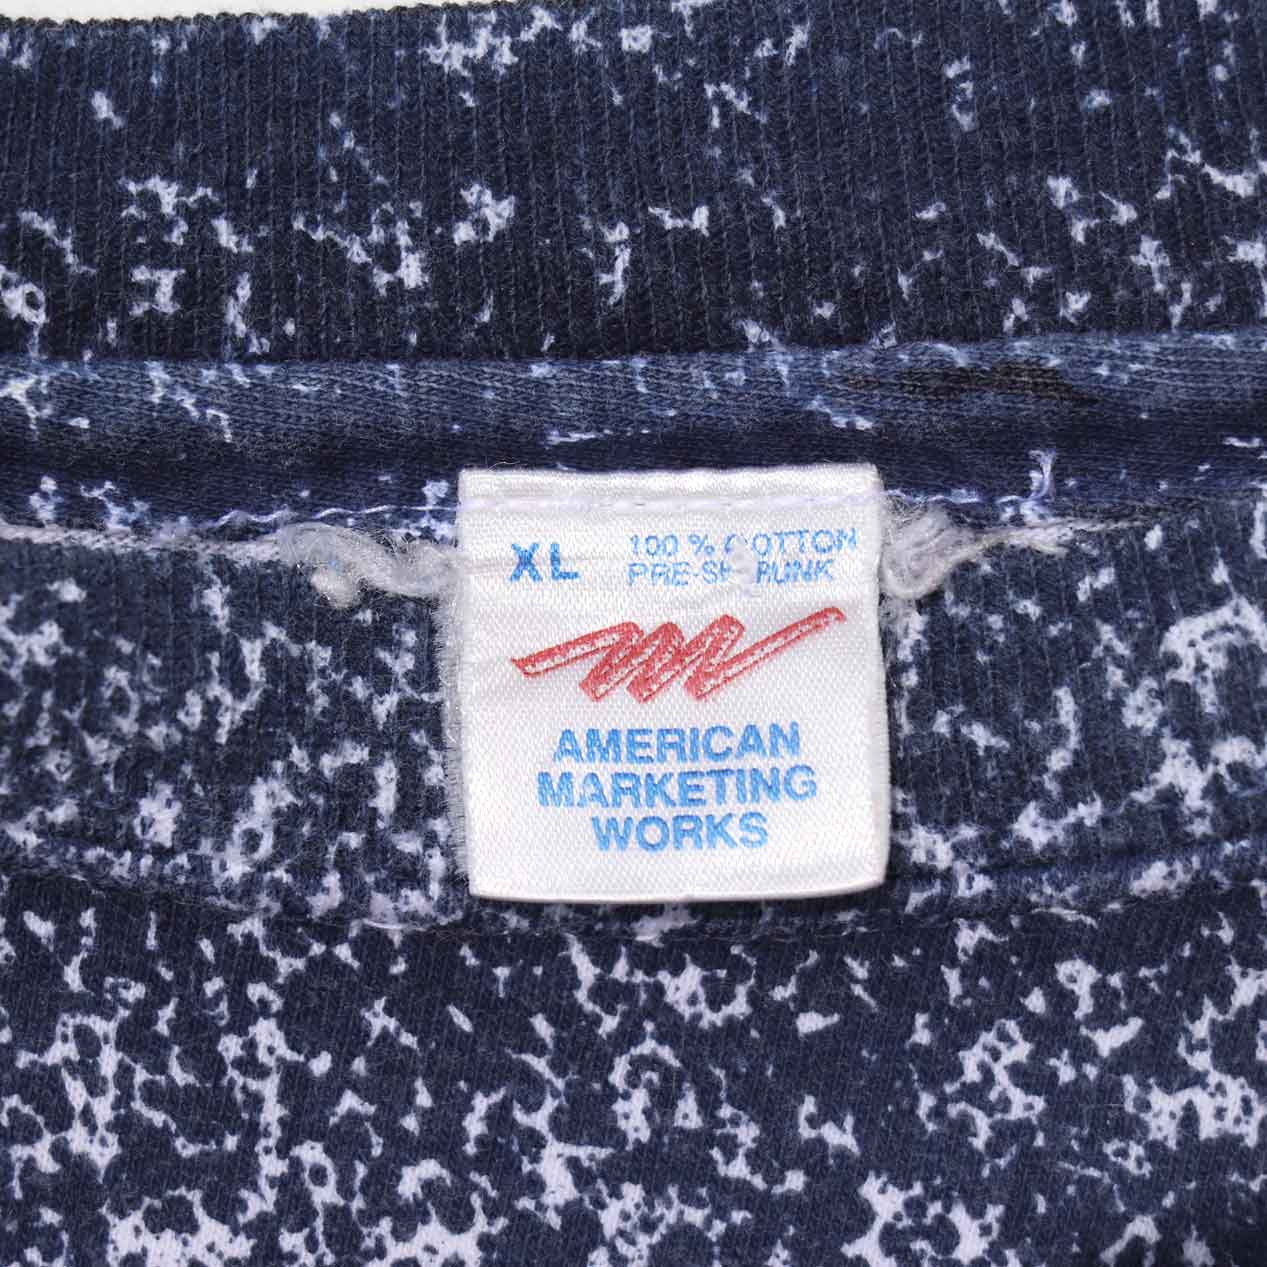 XL 100% COTTON
PRE-SHRUNK
AMERICAN
MARKETING
WORKS